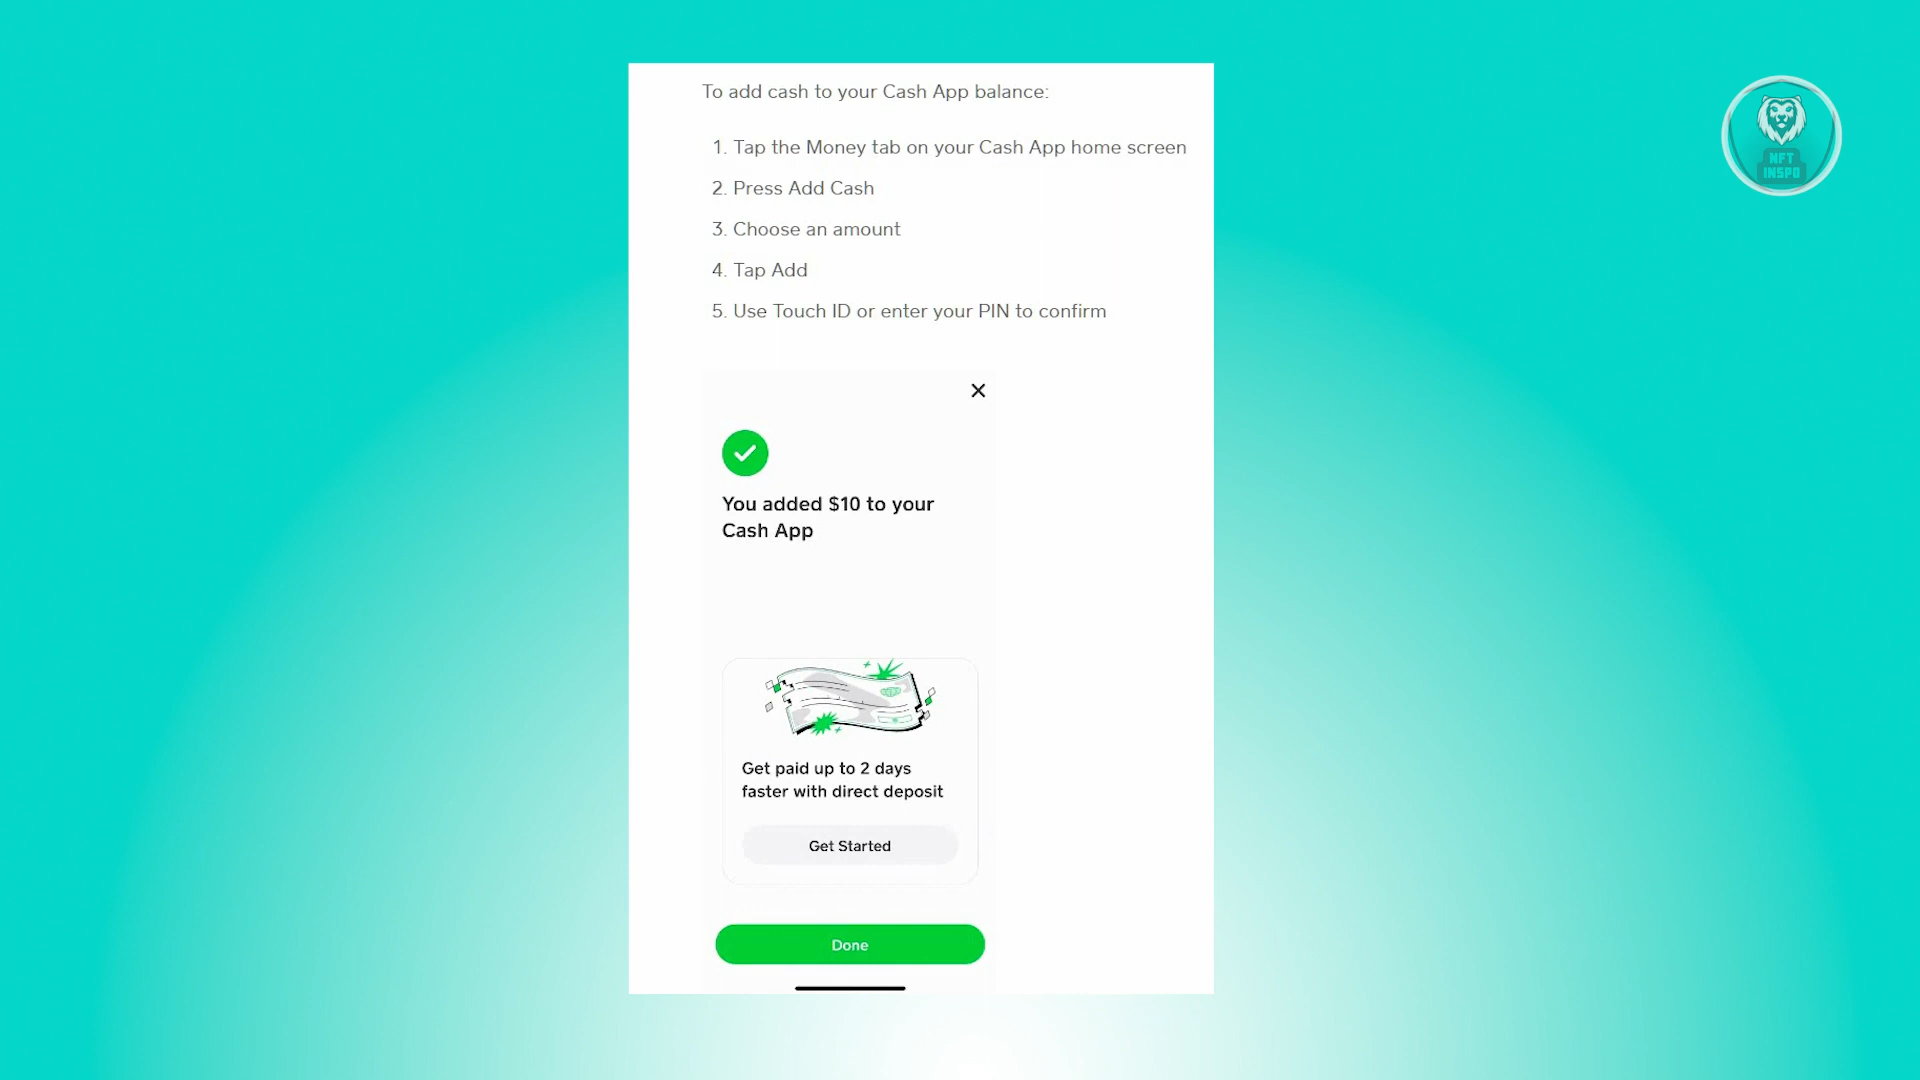 To add cash to your Cash App balance:
1. Tap the Money tab on your Cash App home screen
2. Press Add Cash
3. Choose an amount
4. Tap Add
5. Use Touch ID or enter your PIN to confirm
You added $10 to your
Cash App
Get paid up to 2 days
faster with direct deposit
Get Started
Done
NFT
INSPO